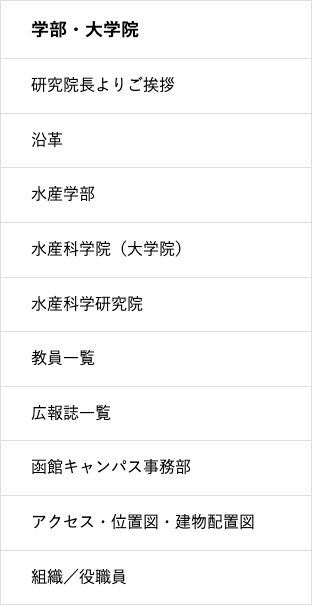 学部・大学院
研究院長よりご挨拶
沿革
水産学部
水産科学院（大学院）
水産科学研究院
教員一覧
広報誌一覧
函館キャンパス事務部
アクセス・位置図・建物配置図
組織／役職員